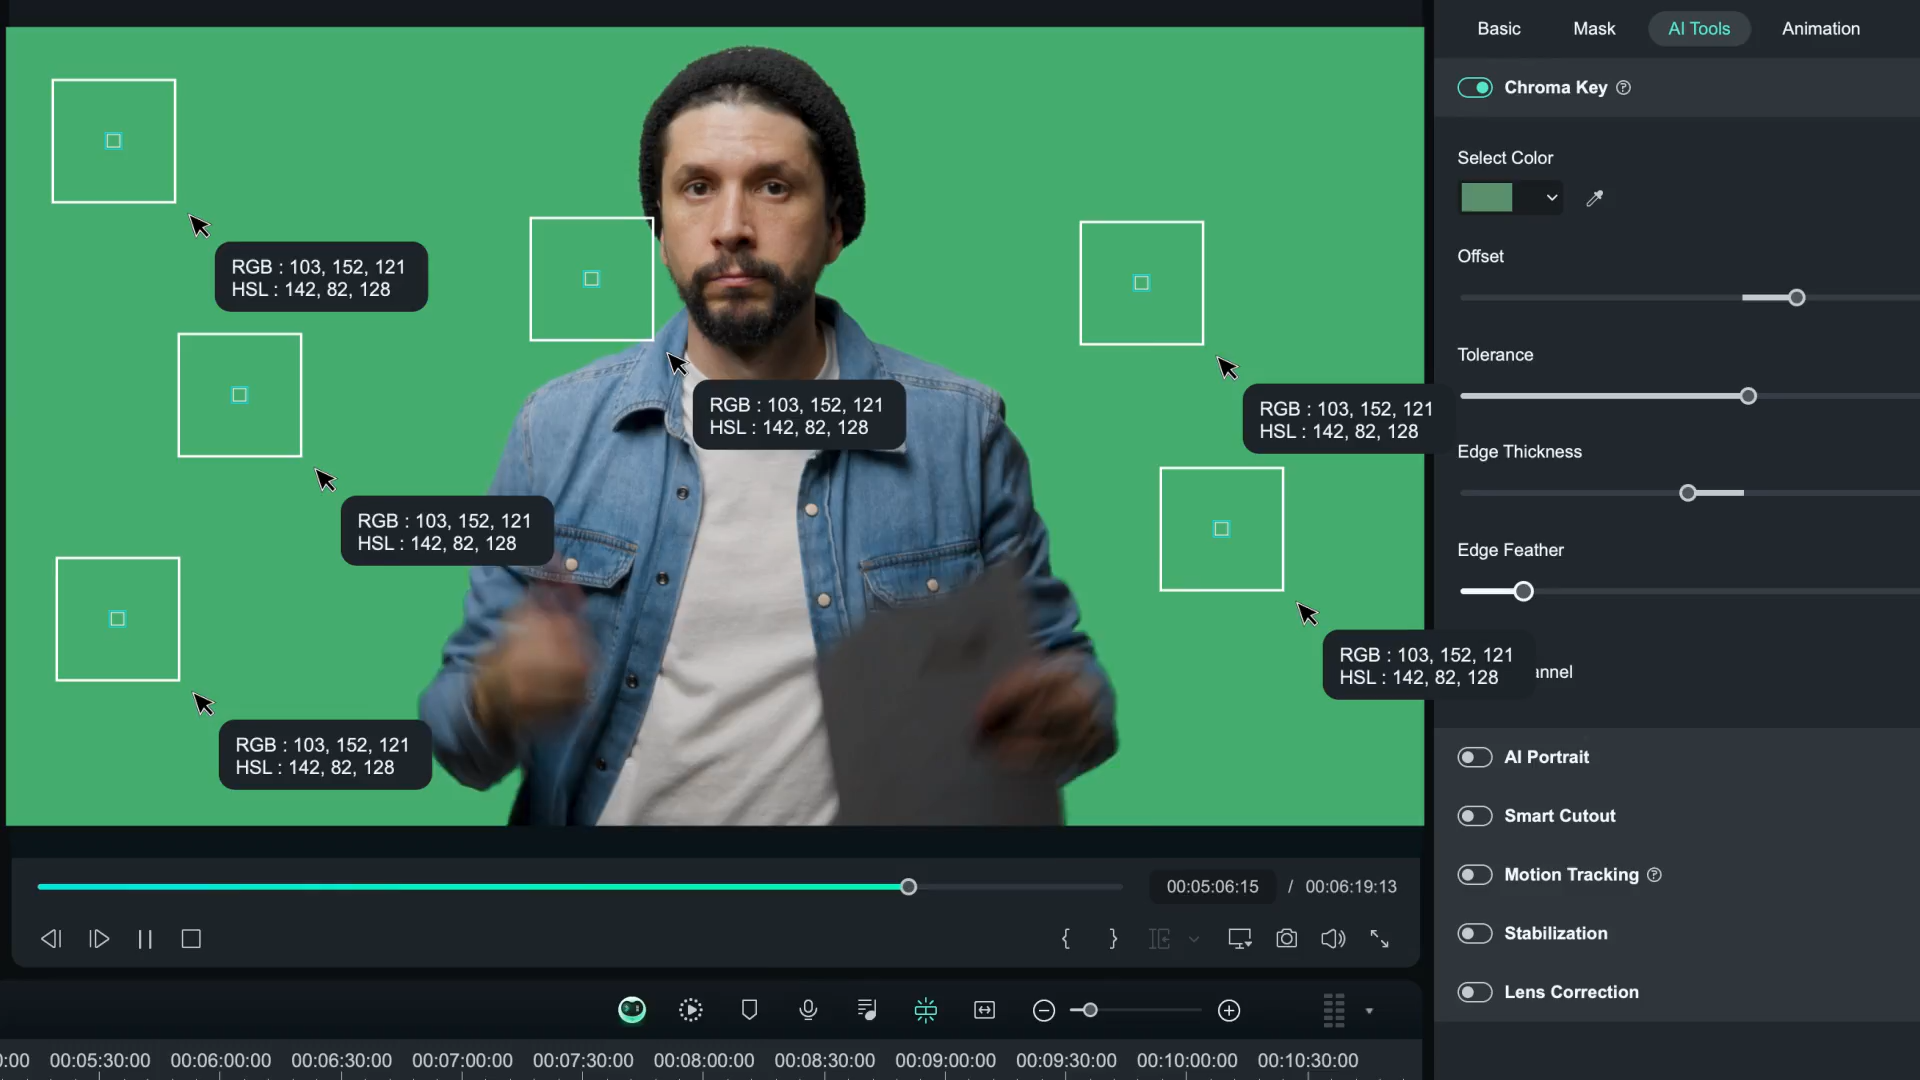 Basic
Mask
AI Tools
Animation
Chroma Key
Select Color
Offset
Tolerance
Edge Thickness
Edge Feather
annel
AI Portrait
Smart Cutout
Motion Tracking
Stabilization
Lens Correction
RGB : 103, 152, 121
HSL : 142, 82, 128
RGB : 103, 152, 121
HSL : 142, 82, 128
RGB : 103, 152, 121
HSL : 142, 82, 128
RGB : 103, 152, 121
HSL : 142, 82, 128
RGB : 103, 152, 121
HSL : 142, 82, 128
RGB : 103, 152, 121
HSL : 142, 82, 128
00:05:06:15 / 00:06:19:13
:00 00:05:30:00 00:06:00:00 00:06:30:00 00:07:00:00 00:07:30:00 00:08:00:00 00:08:30:00 00:09:00:00 00:09:30:00 00:10:00:00 00:10:30:00